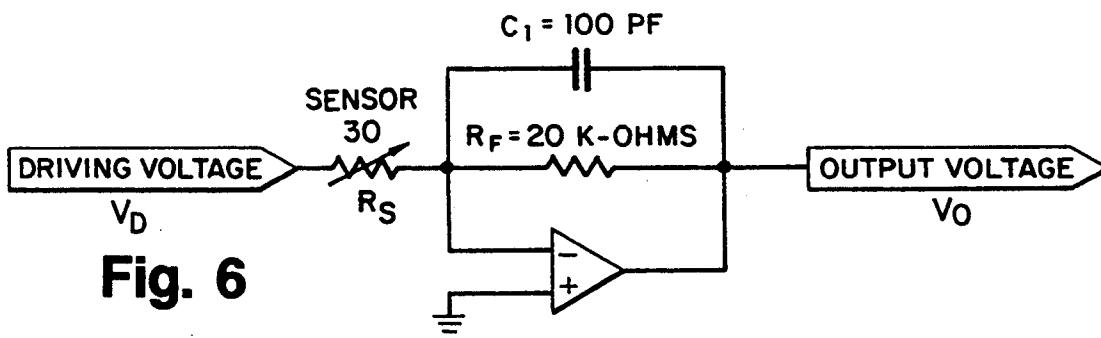 C1 = 100 PF
SENSOR
30
RF = 20 K-OHMS
DRIVING VOLTAGE
OUTPUT VOLTAGE
RS
VD
VO
−
+
Fig. 6